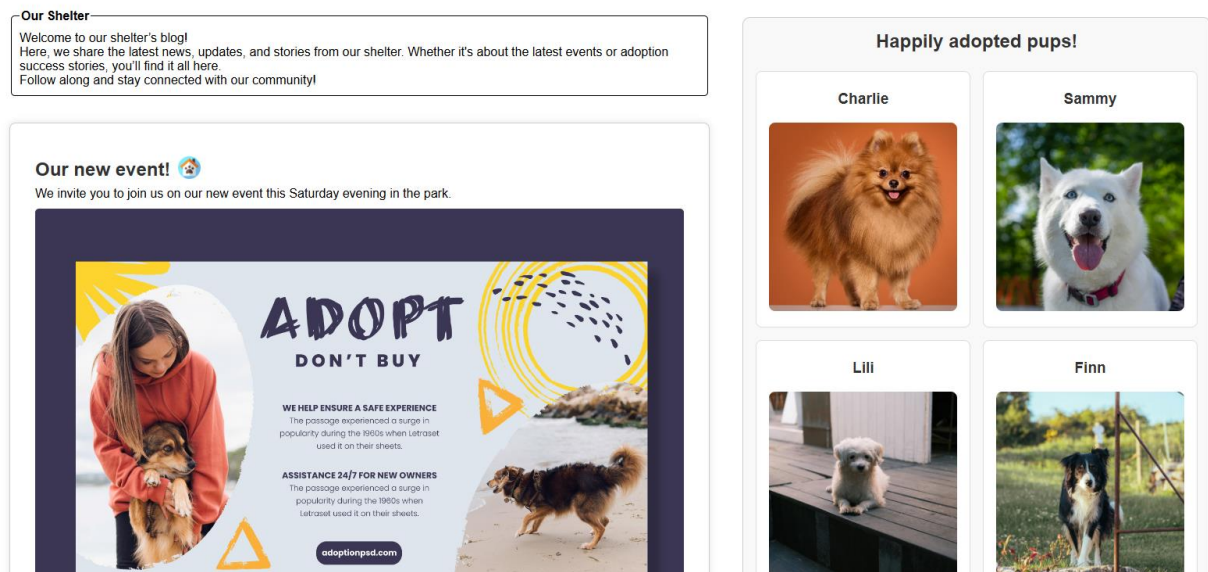 Our Shelter
Welcome to our shelter's blog!
Here, we share the latest news, updates, and stories from our shelter. Whether it's about the latest events or adoption
success stories, you'll find it all here.
Follow along and stay connected with our community!
Our new event!
We invite you to join us on our new event this Saturday evening in the park.
ADOPT
DON'T BUY
WE HELP ENSURE A SAFE EXPERIENCE
The passage experienced a surge in
popularity during the 1960s when Letraset
used it on their sheets.
ASSISTANCE 24/7 FOR NEW OWNERS
The passage experienced a surge in
popularity during the 1960s when
Letraset used it on their sheets.
adoptionpsd.com
Happily adopted pups!
Charlie
Sammy
Lili
Finn